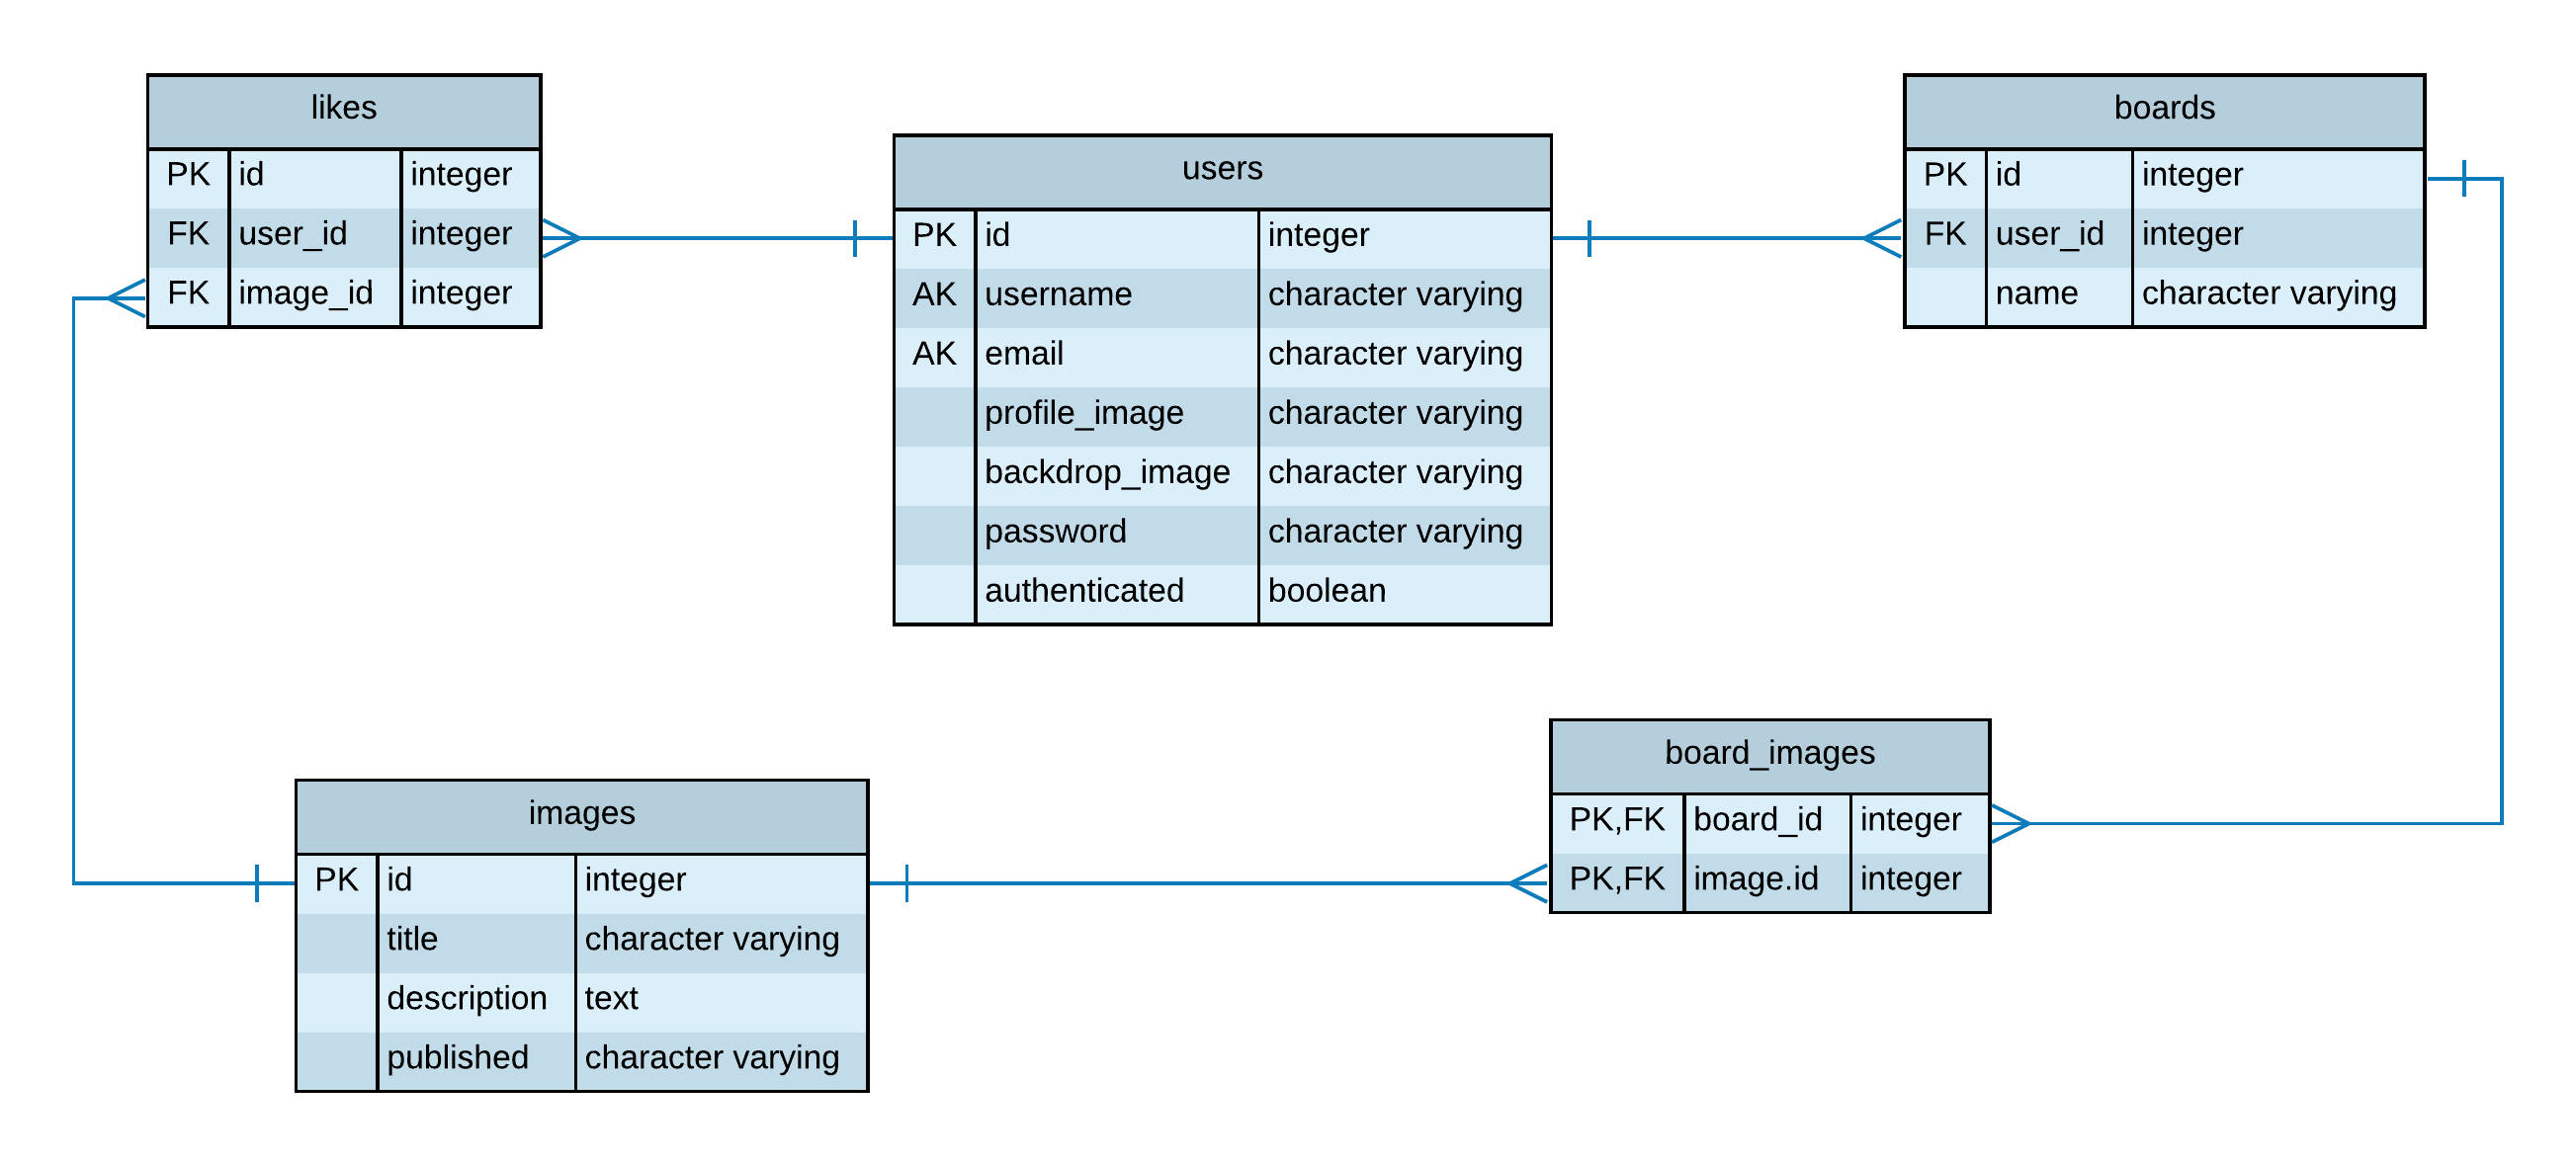 likes
PK id integer
FK user_id integer
FK image_id integer
users
PK id integer
AK username character varying
AK email character varying
profile_image character varying
backdrop_image character varying
password character varying
authenticated boolean
boards
PK id integer
FK user_id integer
name character varying
images
PK id integer
title character varying
description text
published character varying
board_images
PK,FK board_id integer
PK,FK image.id integer